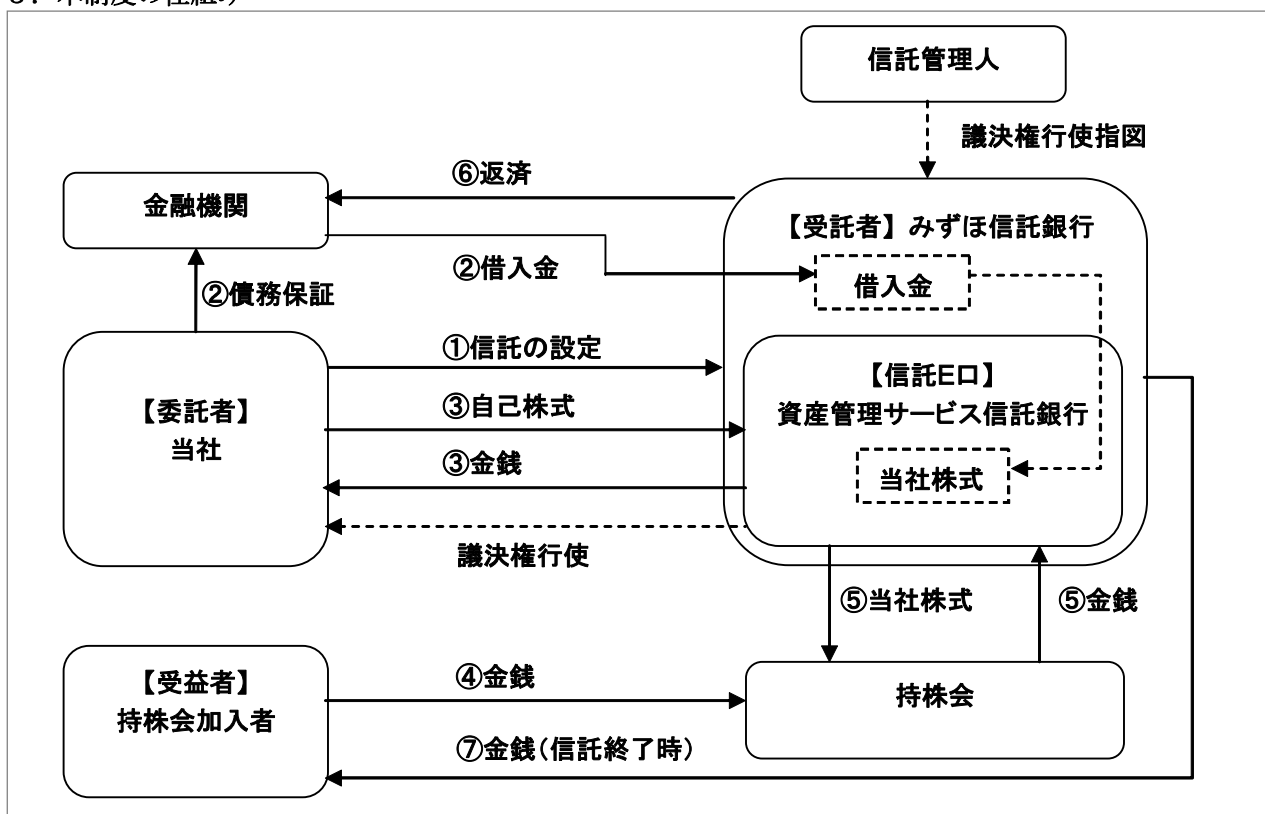 信託管理人
議決権行使指図
⑥返済
金融機関
【受託者】みずほ信託銀行
②借入金
借入金
②債務保証
①信託の設定
【信託E口】
資産管理サービス信託銀行
【委託者】
当社
③自己株式
③金銭
当社株式
議決権行使
⑤当社株式
⑤金銭
【受益者】
持株会加入者
④金銭
持株会
⑦金銭(信託終了時)